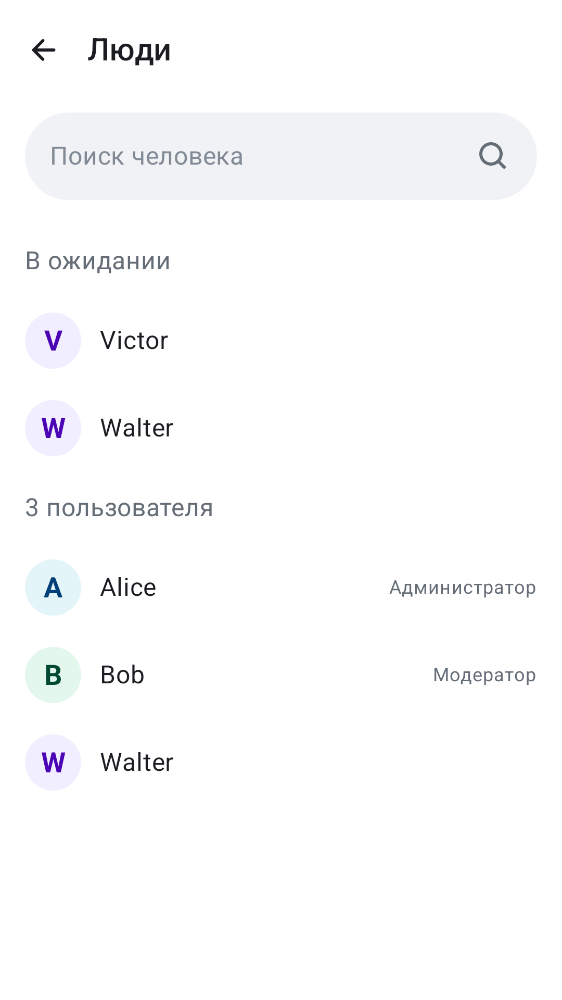 Люди
Поиск человека
В ожидании
V Victor
W Walter
3 пользователя
A Alice Администратор
B Bob Модератор
W Walter